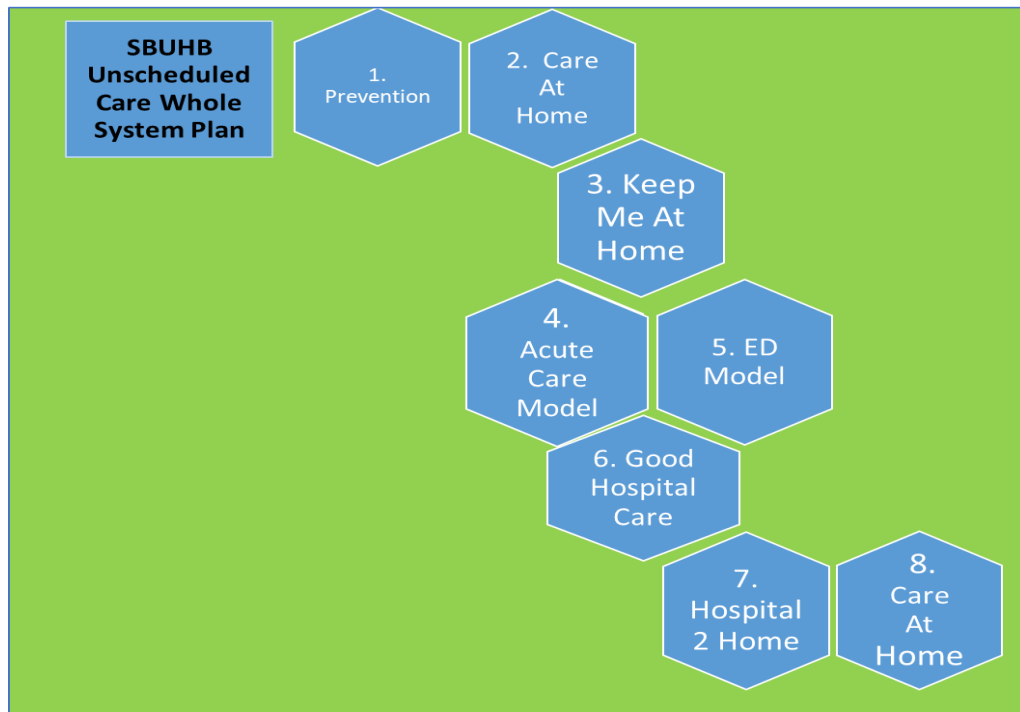 SBUHB
Unscheduled
Care Whole
System Plan
1.
Prevention
2. Care
At
Home
3. Keep
Me At
Home
4.
Acute
Care
Model
5. ED
Model
6. Good
Hospital
Care
7.
Hospital
2 Home
8.
Care
At
Home